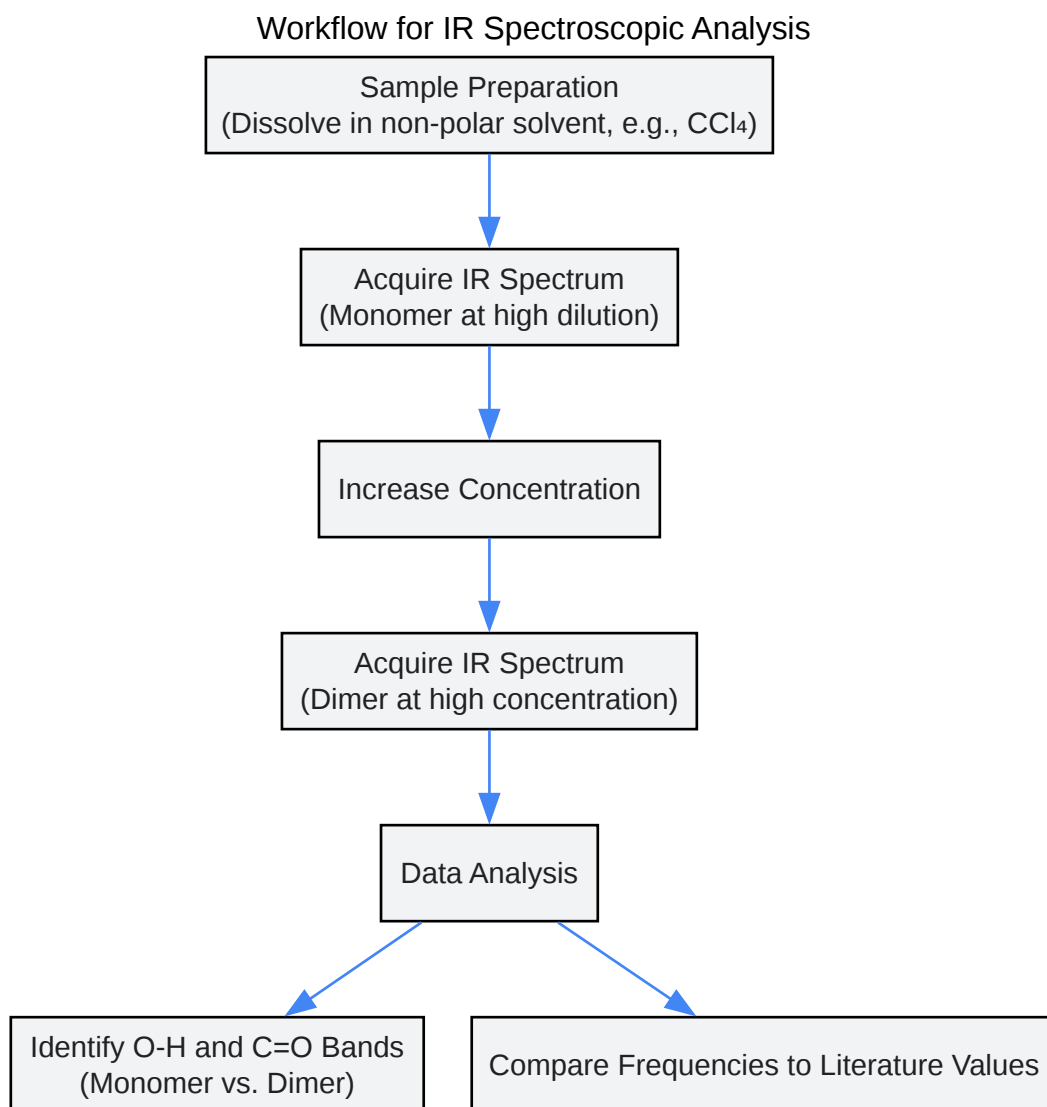 Workflow for IR Spectroscopic Analysis
Sample Preparation
(Dissolve in non-polar solvent, e.g., CCl₄)
Acquire IR Spectrum
(Monomer at high dilution)
Increase Concentration
Acquire IR Spectrum
(Dimer at high concentration)
Data Analysis
Identify O-H and C=O Bands
(Monomer vs. Dimer)
Compare Frequencies to Literature Values